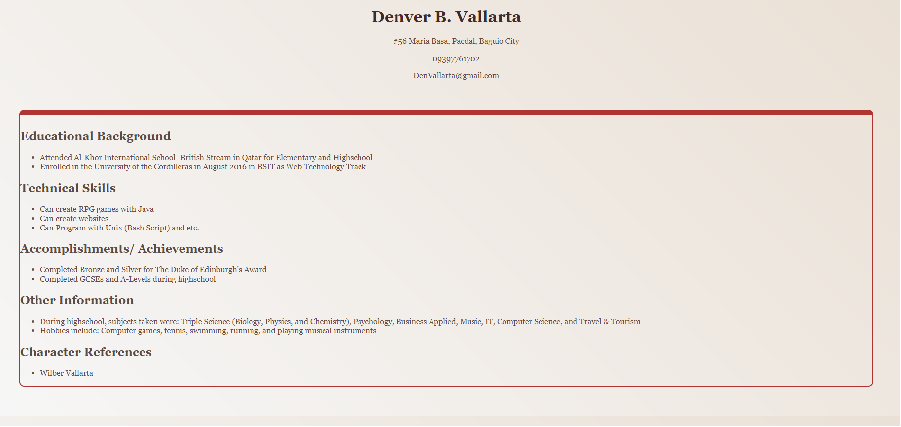 Denver B. Vallarta
#56 Maria Basa, Pacdal, Baguio City
09397761702
DenVallarta@gmail.com
Educational Background
• Attended Al-Khor International School- British Stream in Qatar for Elementary and Highschool
• Enrolled in the University of the Cordilleras in August 2016 in BSIT as Web Technology Track
Technical Skills
• Can create RPG games with Java
• Can create websites
• Can Program with Unix (Bash Script) and etc.
Accomplishments/ Achievements
• Completed Bronze and Silver for The Duke of Edinburgh's Award
• Completed GCSEs and A-Levels during highschool
Other Information
• During highschool, subjects taken were: Triple Science (Biology, Physics, and Chemistry), Psychology, Business Applied, Music, IT, Computer Science, and Travel & Tourism
• Hobbies include: Computer games, tennis, swimming, running, and playing musical instruments
Character References
• Wilber Vallarta